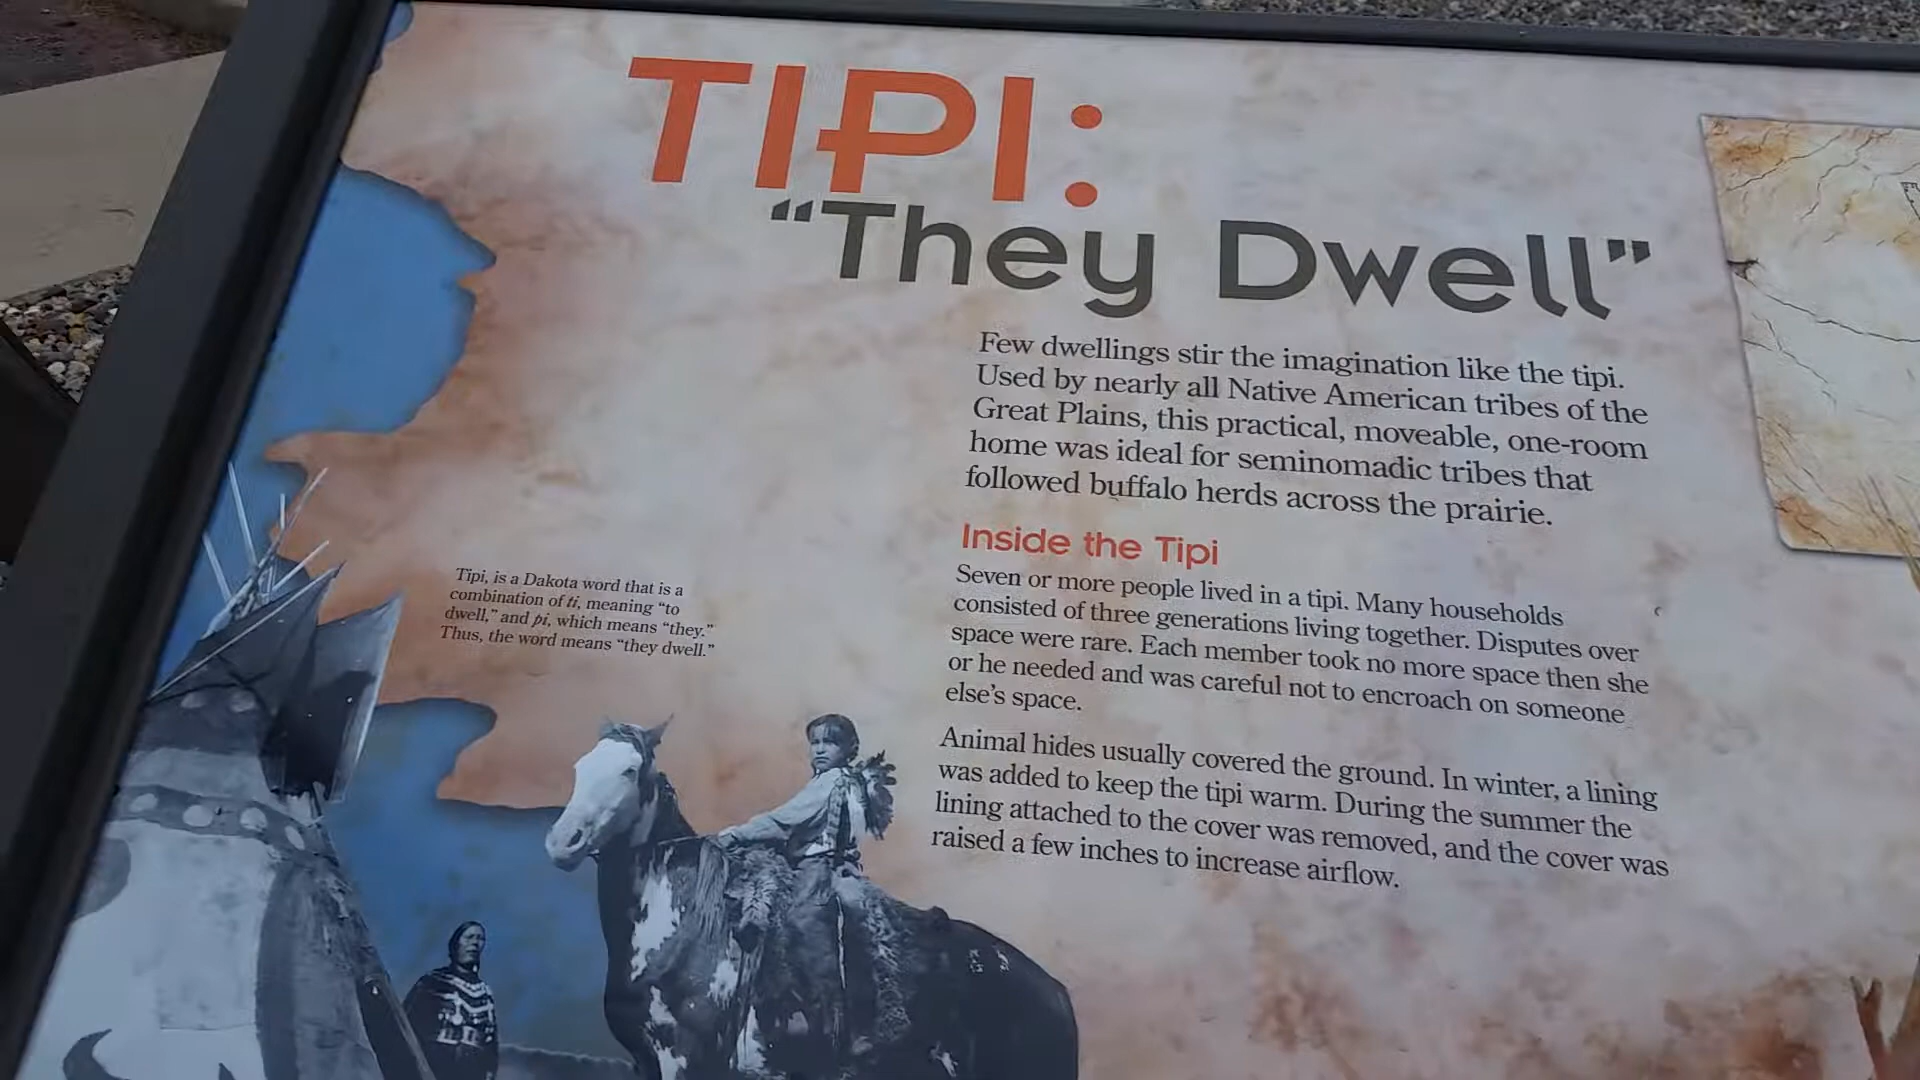 TIPI:
"They Dwell"
Few dwellings stir the imagination like the tipi.
Used by nearly all Native American tribes of the
Great Plains, this practical, moveable, one-room
home was ideal for seminomadic tribes that
followed buffalo herds across the prairie.
Inside the Tipi
Seven or more people lived in a tipi. Many households
consisted of three generations living together. Disputes over
space were rare. Each member took no more space then she
or he needed and was careful not to encroach on someone
else's space.
Animal hides usually covered the ground. In winter, a lining
was added to keep the tipi warm. During the summer the
lining attached to the cover was removed, and the cover was
raised a few inches to increase airflow.
Tipi, is a Dakota word that is a
combination of ti, meaning "to
dwell," and pi, which means "they."
Thus, the word means "they dwell."